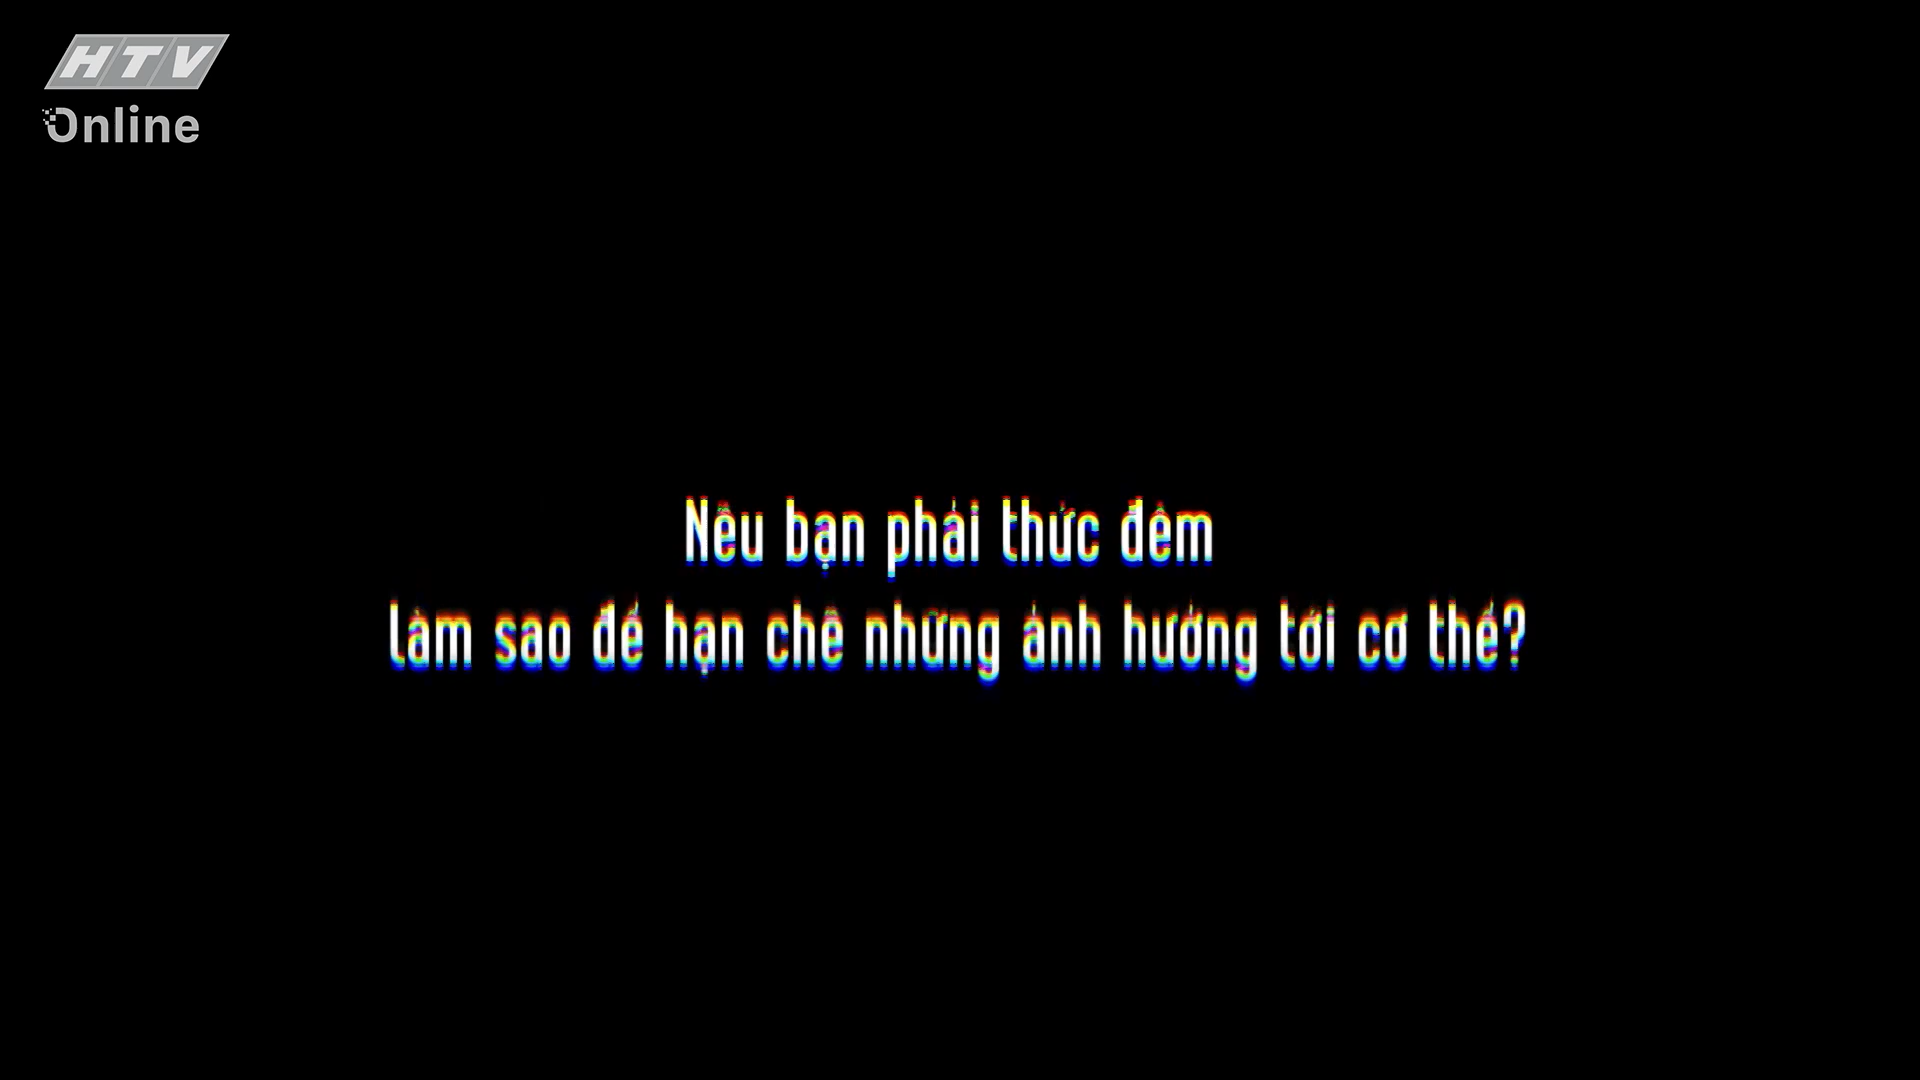 HTV
Online
Nếu bạn phải thức đêm
làm sao để hạn chế những ảnh hưởng tới cơ thể?